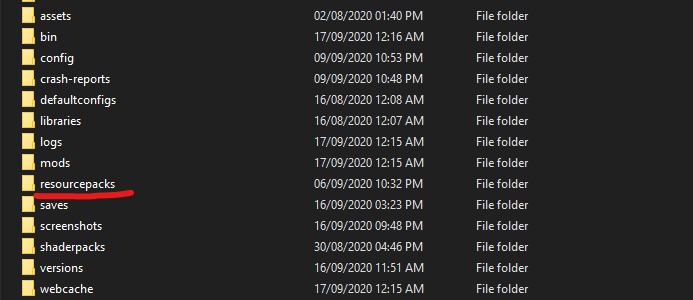 assets 02/08/2020 01:40 PM File folder
bin 17/09/2020 12:16 AM File folder
config 09/09/2020 10:53 PM File folder
crash-reports 09/09/2020 10:48 PM File folder
defaultconfigs 16/08/2020 12:08 AM File folder
libraries 16/08/2020 12:07 AM File folder
logs 17/09/2020 12:15 AM File folder
mods 17/09/2020 12:15 AM File folder
resourcepacks 06/09/2020 10:32 PM File folder
saves 16/09/2020 03:23 PM File folder
screenshots 16/09/2020 09:48 PM File folder
shaderpacks 30/08/2020 04:46 PM File folder
versions 16/09/2020 11:51 AM File folder
webcache 17/09/2020 12:15 AM File folder